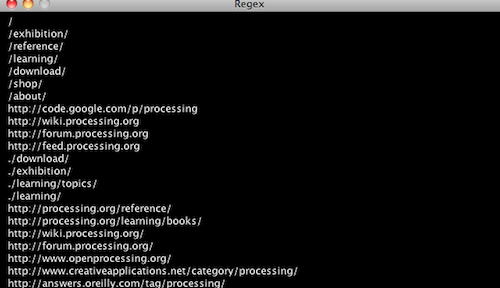 Regex
/
/exhibition/
/reference/
/learning/
/download/
/shop/
/about/
http://code.google.com/p/processing
http://wiki.processing.org
http://forum.processing.org
http://feed.processing.org
./download/
./exhibition/
./learning/topics/
./learning/
http://processing.org/reference/
http://processing.org/learning/books/
http://wiki.processing.org/
http://forum.processing.org/
http://www.openprocessing.org/
http://www.creativeapplications.net/category/processing/
http://answers.oreilly.com/tag/processing/